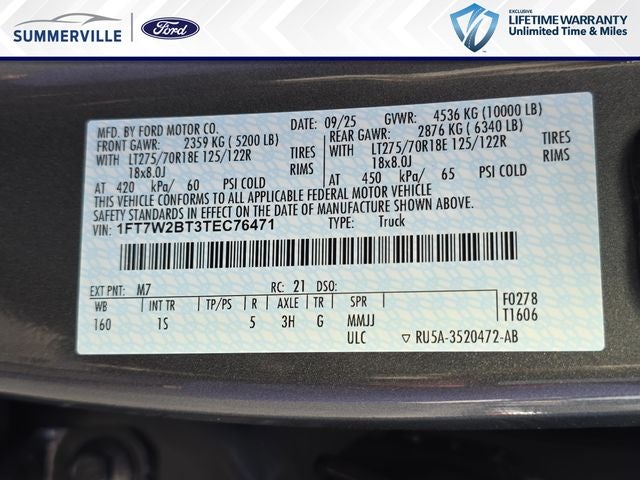 SUMMERVILLE Ford
EXCLUSIVE
LIFETIME WARRANTY
Unlimited Time & Miles
MFD. BY FORD MOTOR CO. DATE: 09/25 GVWR: 4536 KG (10000 LB)
FRONT GAWR: 2359 KG ( 5200 LB) REAR GAWR: 2876 KG ( 6340 LB)
WITH LT275/70R18E 125/122R TIRES WITH LT275/70R18E 125/122R TIRES
18x8.0J RIMS 18x8.0J RIMS
AT 420 kPa/ 60 PSI COLD AT 450 kPa/ 65 PSI COLD
THIS VEHICLE CONFORMS TO ALL APPLICABLE FEDERAL MOTOR VEHICLE
SAFETY STANDARDS IN EFFECT ON THE DATE OF MANUFACTURE SHOWN ABOVE.
VIN: 1FT7W2BT3TEC76471 TYPE: Truck
EXT PNT: M7 RC: 21 DSO:
WB INT TR TP/PS R AXLE TR SPR F0278
160 1S 5 3H G MMJJ T1606
ULC RU5A-3520472-AB